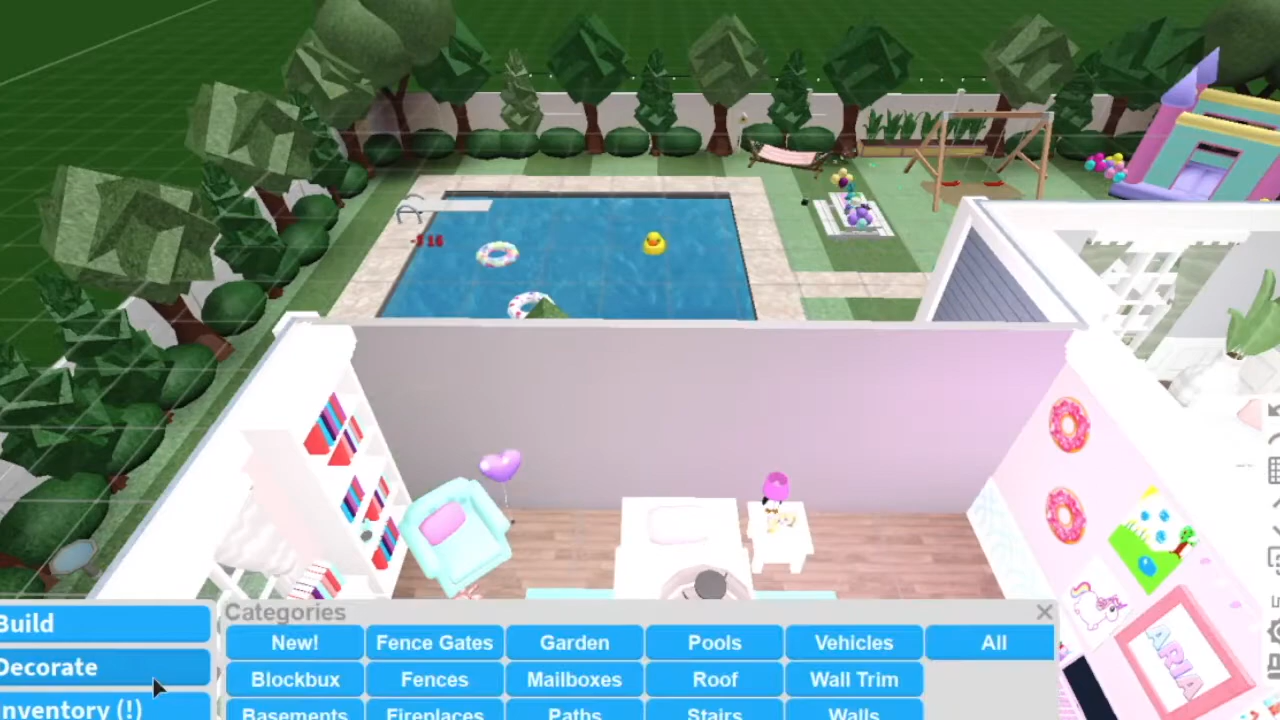 -$16
ARIA
Build
Decorate
Inventory (!)
Categories
New! Fence Gates Garden Pools Vehicles All
Blockbux Fences Mailboxes Roof Wall Trim
Basements Fireplaces Paths Stairs Walls